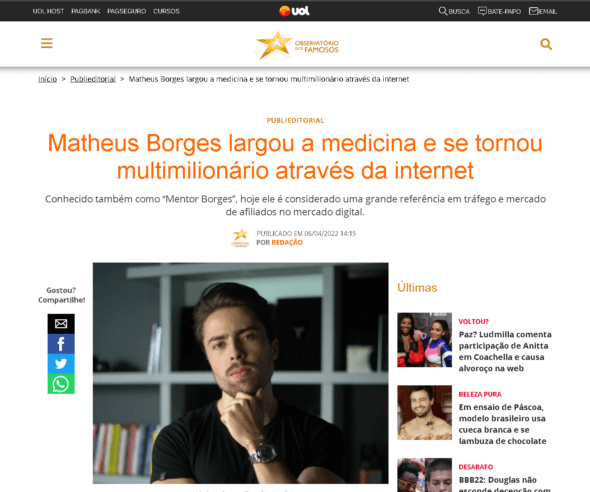 UOL HOST PAGBANK PAGSEGURO CURSOS
UOL
BUSCA BATE-PAPO EMAIL
OBSERVATÓRIO
DOS FAMOSOS
Início > Publieditorial > Matheus Borges largou a medicina e se tornou multimilionário através da internet
PUBLIEDITORIAL
Matheus Borges largou a medicina e se tornou
multimilionário através da internet
Conhecido também como “Mentor Borges”, hoje ele é considerado uma grande referência em tráfego e mercado
de afiliados no mercado digital.
PUBLICADO EM 06/04/2022 14:15
POR REDAÇÃO
Gostou?
Compartilhe!
Últimas
VOLTOU?
Paz? Ludmilla comenta
participação de Anitta
em Coachella e causa
alvoroço na web
BELEZA PURA
Em ensaio de Páscoa,
modelo brasileiro usa
cueca branca e se
lambuza de chocolate
DESABAFO
BBB22: Douglas não
esconde decepção com